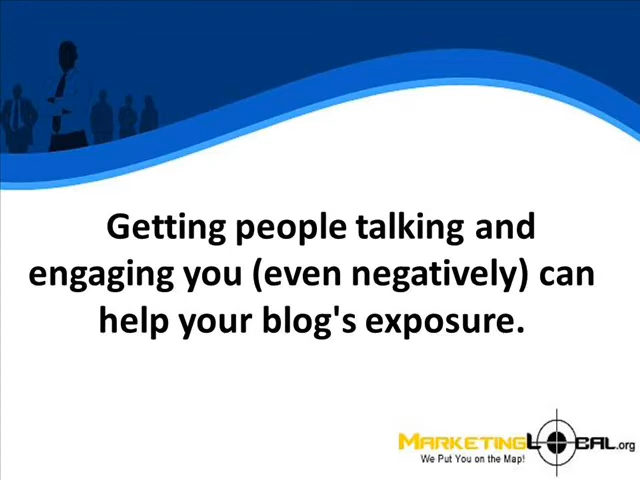 Getting people talking and
engaging you (even negatively) can
help your blog's exposure.
MARKETINGLOCAL.org
We Put You on the Map!